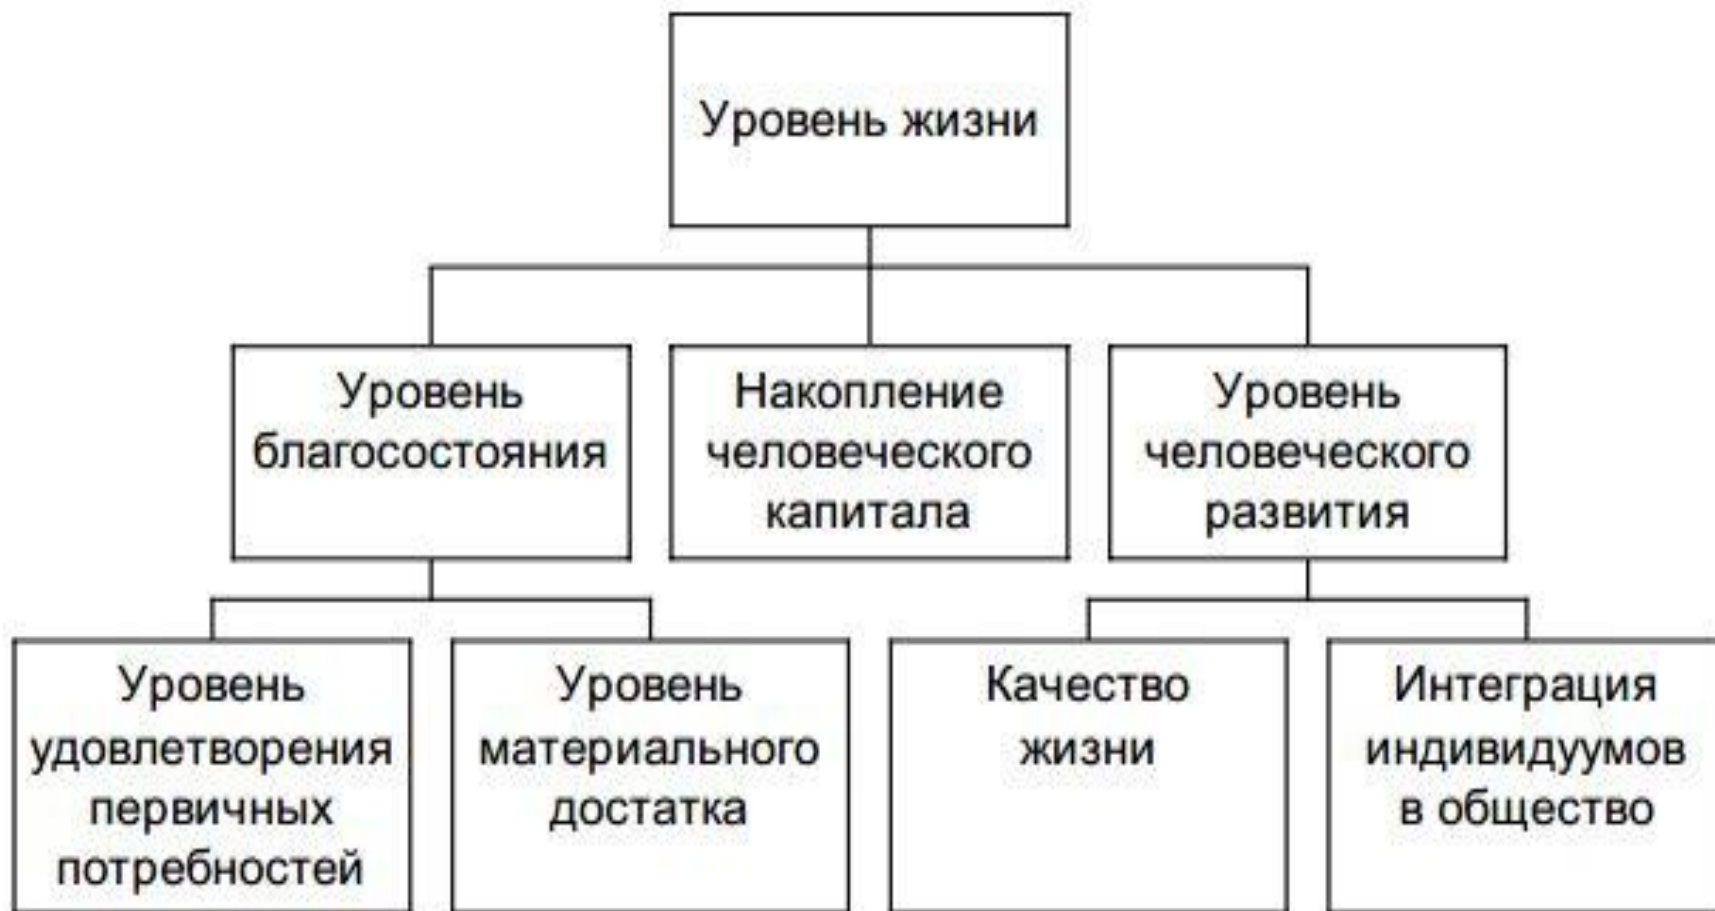 Уровень жизни
Уровень
благосостояния
Накопление
человеческого
капитала
Уровень
человеческого
развития
Уровень
удовлетворения
первичных
потребностей
Уровень
материального
достатка
Качество
жизни
Интеграция
индивидуумов
в общество